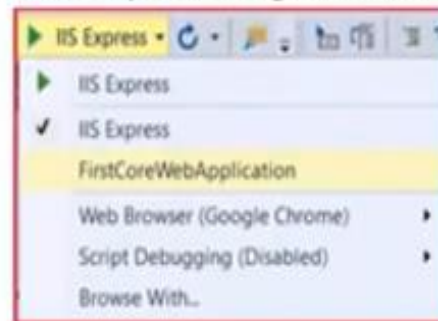 IIS Express
IIS Express
IIS Express
FirstCoreWebApplication
Web Browser (Google Chrome)
Script Debugging (Disabled)
Browse With...